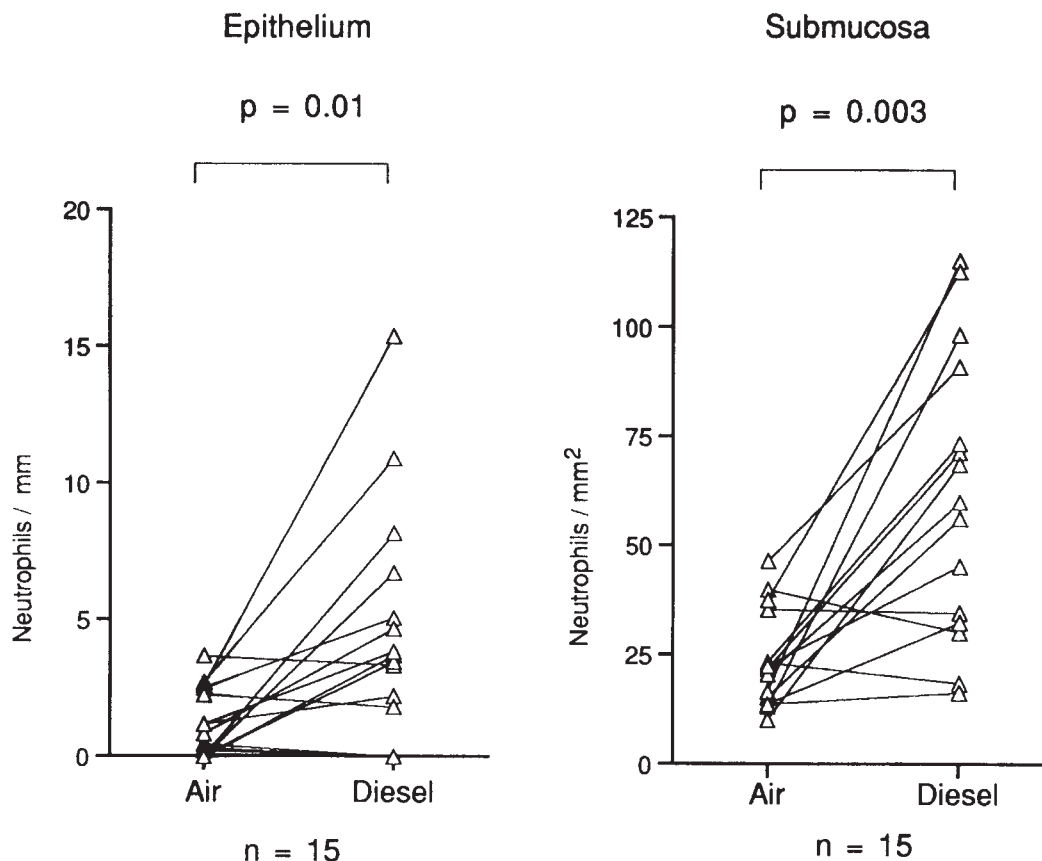 Epithelium
p = 0.01
20
15
10
5
0
Neutrophils / mm
Air
Diesel
n = 15
Submucosa
p = 0.003
125
100
75
50
25
0
Neutrophils / mm²
Air
Diesel
n = 15